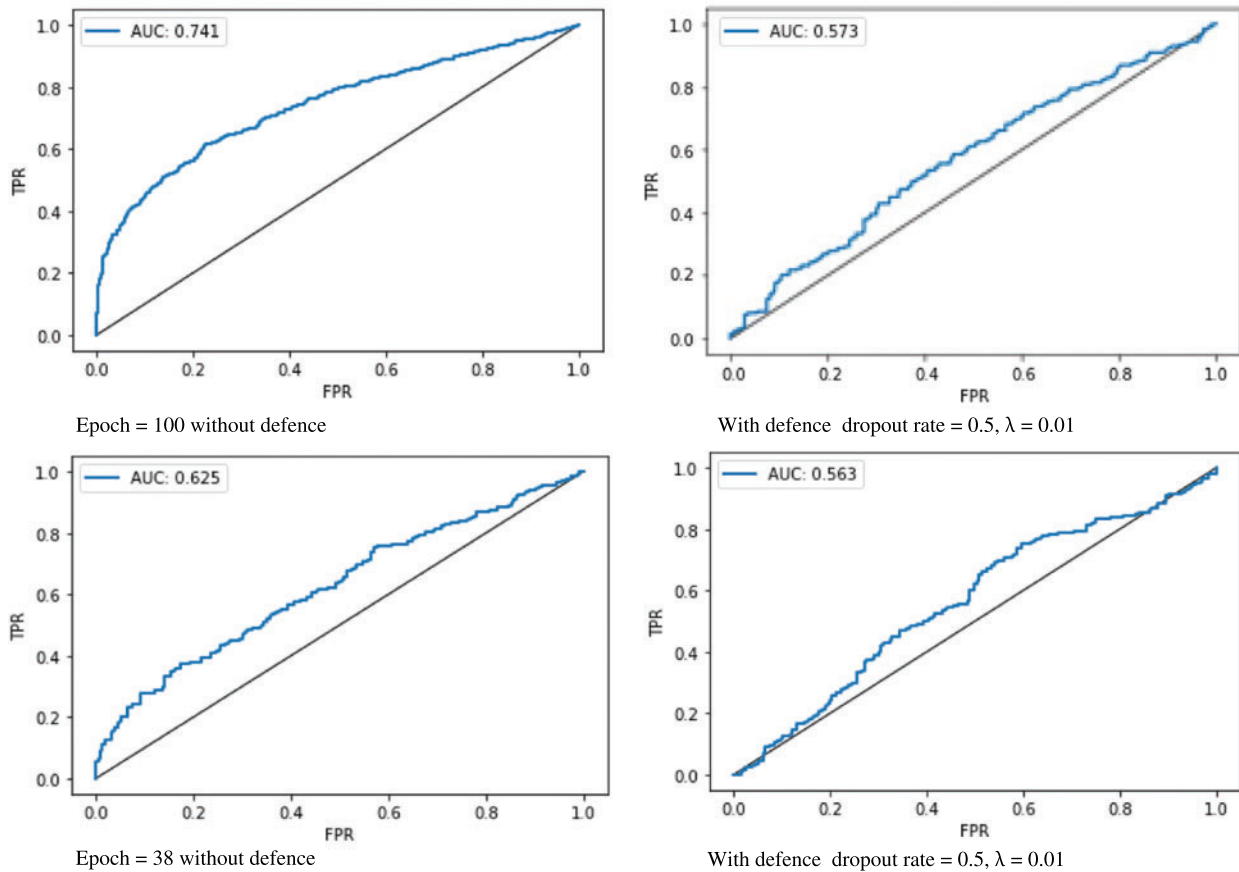 AUC: 0.741
1.0
0.8
0.6
0.4
0.2
0.0
TPR
0.0 0.2 0.4 0.6 0.8 1.0
FPR
Epoch = 100 without defence
AUC: 0.573
1.0
0.8
0.6
0.4
0.2
0.0
TPR
0.0 0.2 0.4 0.6 0.8 1.0
FPR
With defence dropout rate = 0.5, λ = 0.01
AUC: 0.625
1.0
0.8
0.6
0.4
0.2
0.0
TPR
0.0 0.2 0.4 0.6 0.8 1.0
FPR
Epoch = 38 without defence
AUC: 0.563
1.0
0.8
0.6
0.4
0.2
0.0
TPR
0.0 0.2 0.4 0.6 0.8 1.0
FPR
With defence dropout rate = 0.5, λ = 0.01